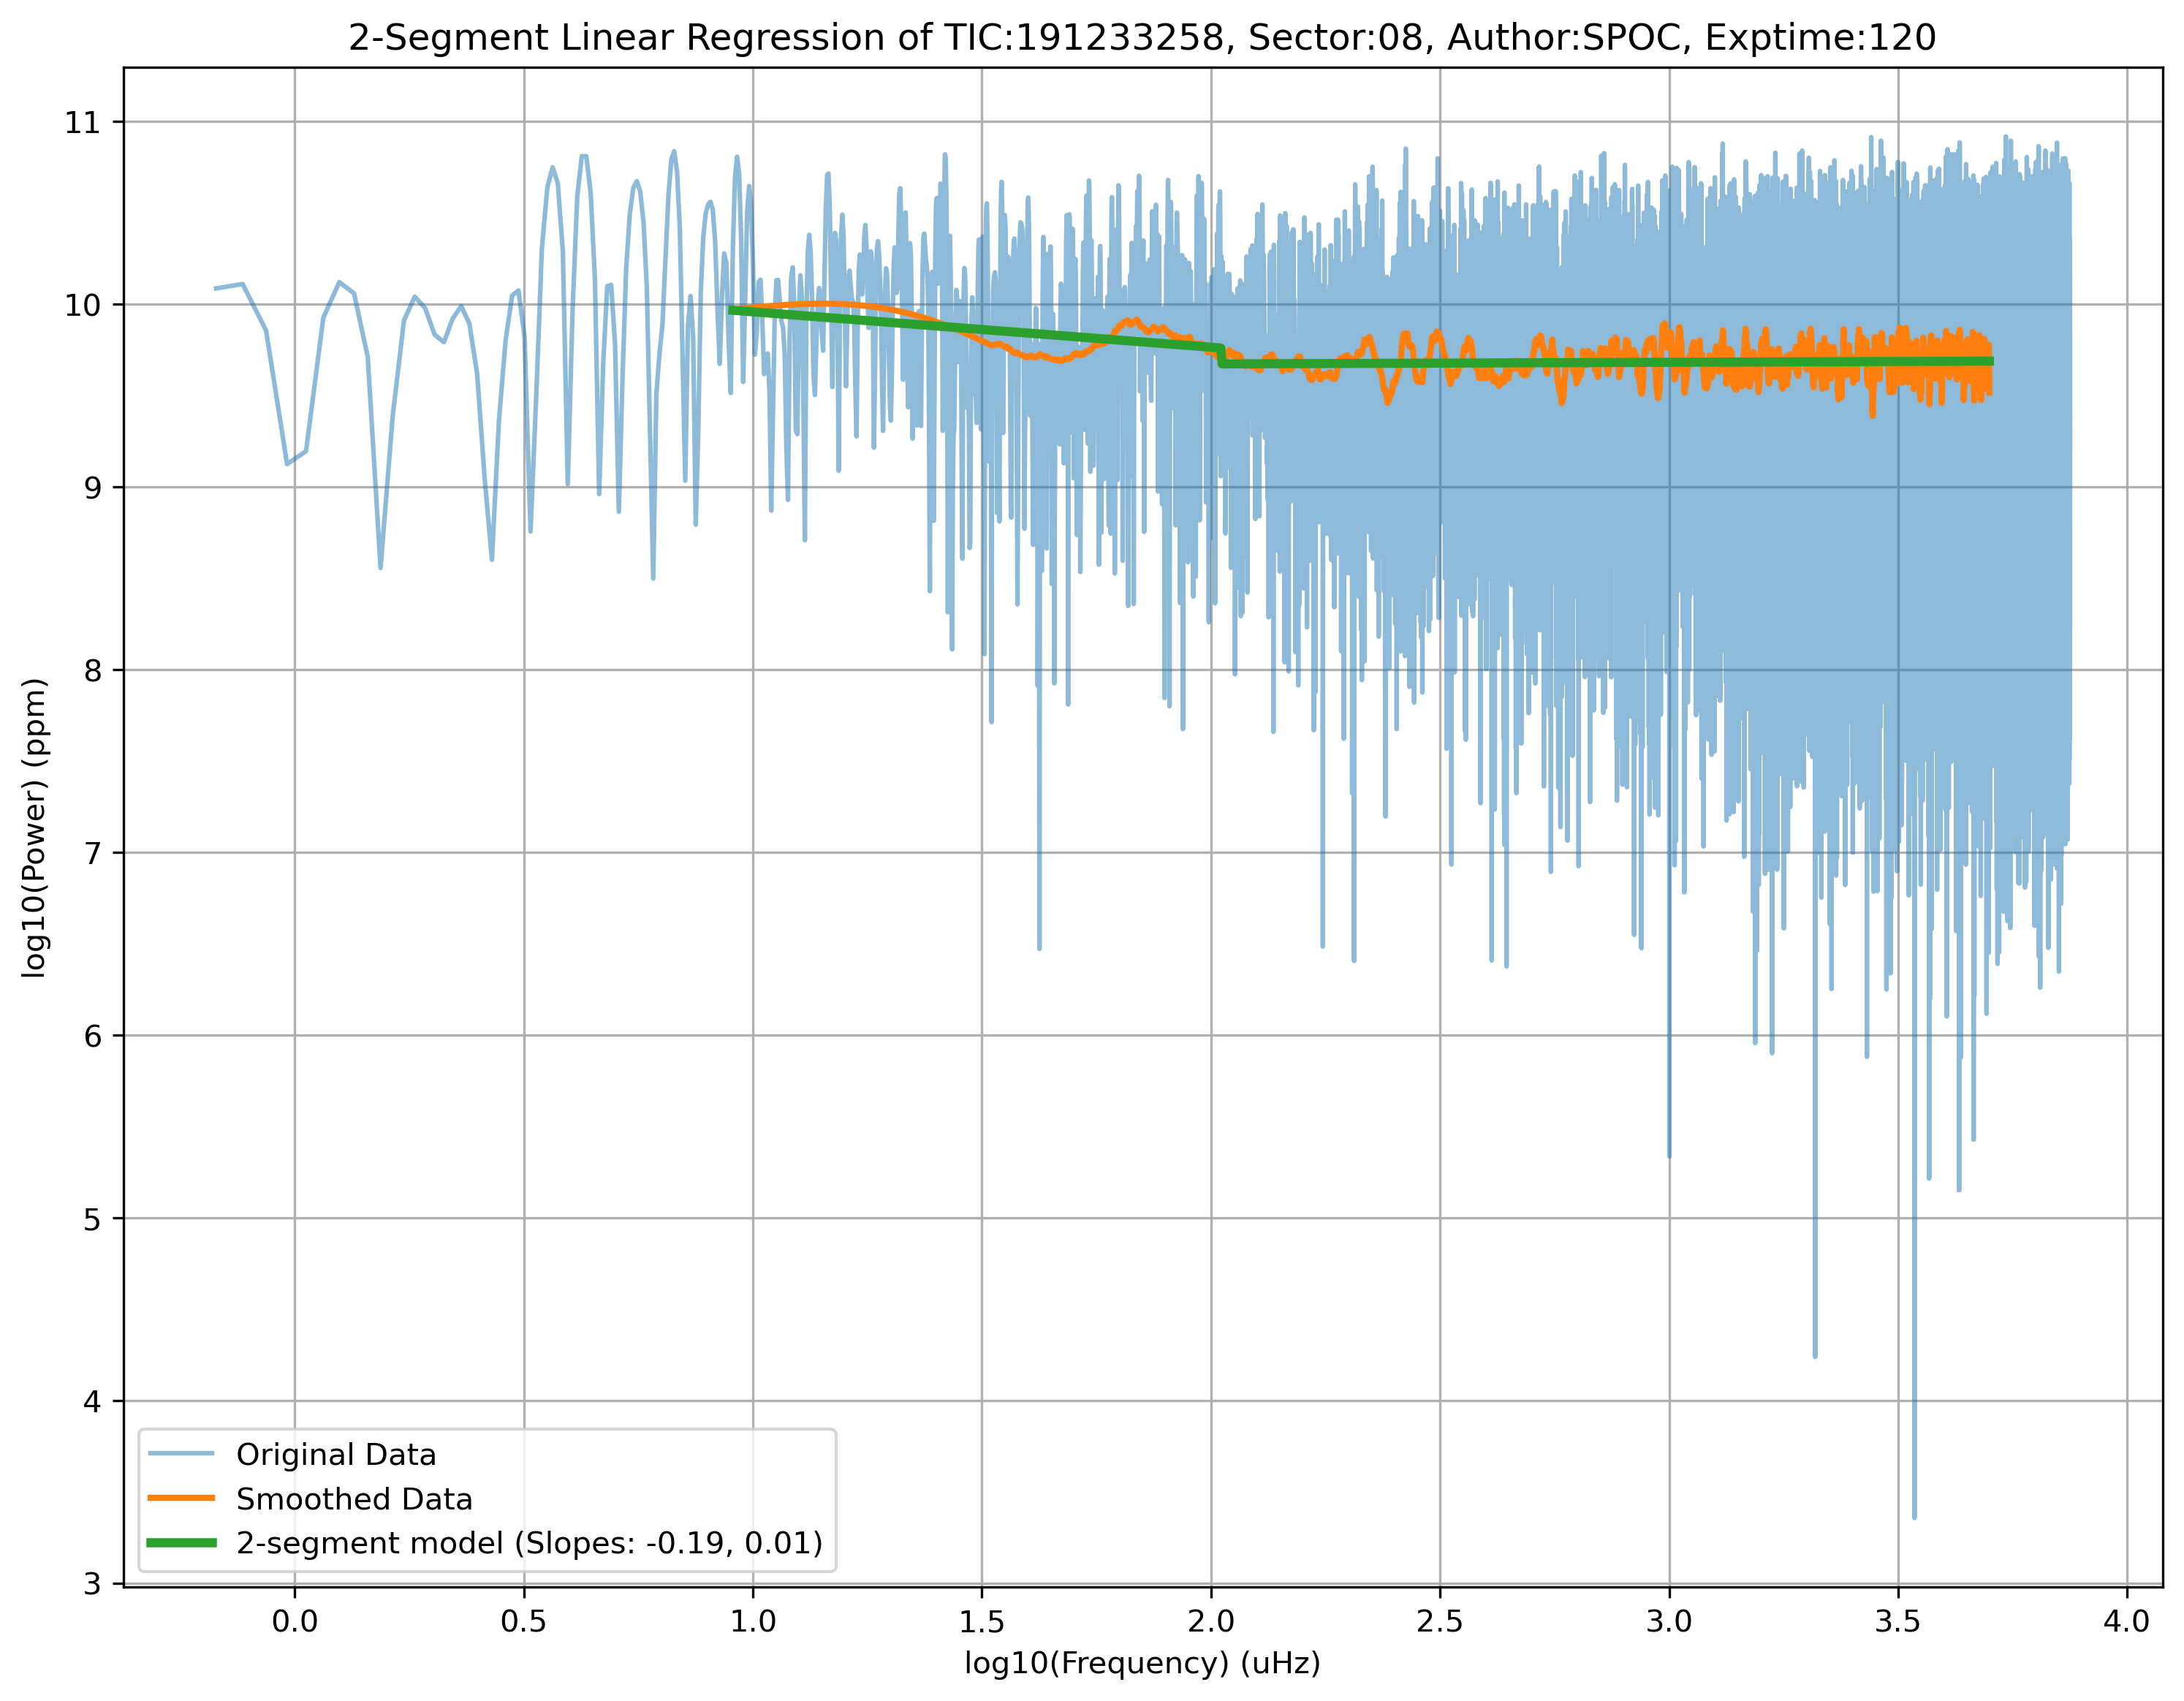 2-Segment Linear Regression of TIC:191233258, Sector:08, Author:SPOC, Exptime:120
11
10
9
8
7
6
5
4
3
log10(Power) (ppm)
Original Data
Smoothed Data
2-segment model (Slopes: -0.19, 0.01)
0.0 0.5 1.0 1.5 2.0 2.5 3.0 3.5 4.0
log10(Frequency) (uHz)